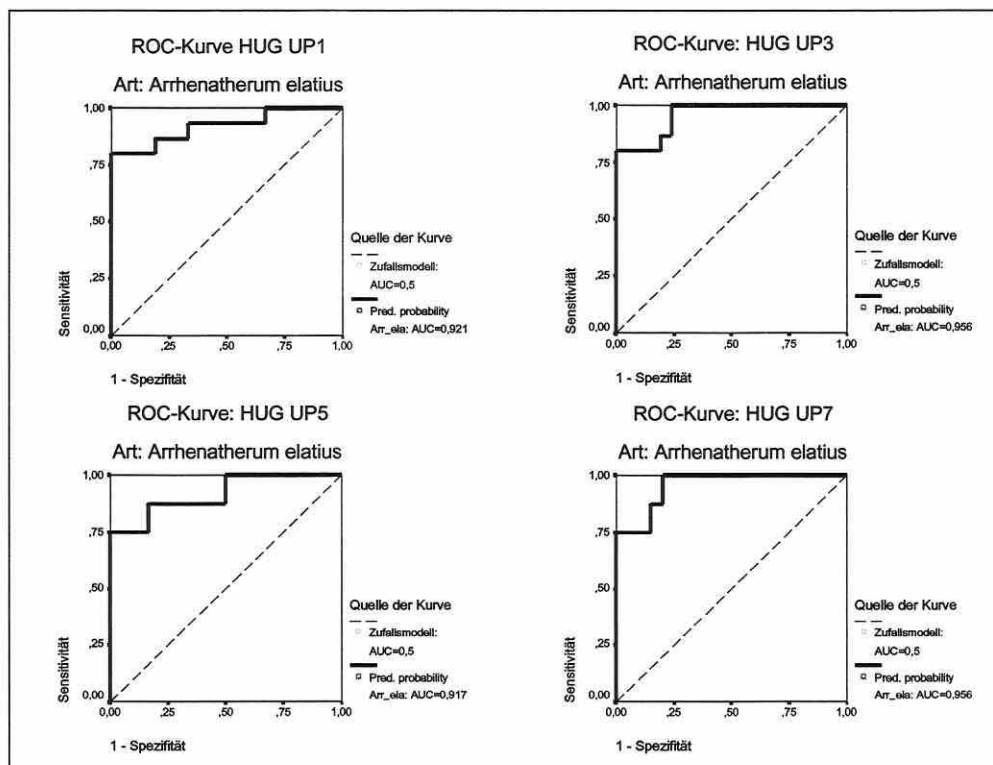 ROC-Kurve HUG UP1
Art: Arrhenatherum elatius
1,00
,75
,50
,25
0,00
Sensitivität
0,00
,25
,50
,75
1,00
1 - Spezifität
Quelle der Kurve
Zufallsmodell:
AUC=0,5
Pred. probability
Arr_ela: AUC=0,921
ROC-Kurve: HUG UP3
Art: Arrhenatherum elatius
1,00
,75
,50
,25
0,00
Sensitivität
0,00
,25
,50
,75
1,00
1 - Spezifität
Quelle der Kurve
Zufallsmodell:
AUC=0,5
Pred. probability
Arr_ela: AUC=0,956
ROC-Kurve: HUG UP5
Art: Arrhenatherum elatius
1,00
,75
,50
,25
0,00
Sensitivität
0,00
,25
,50
,75
1,00
1 - Spezifität
Quelle der Kurve
Zufallsmodell:
AUC=0,5
Pred. probability
Arr_ela: AUC=0,917
ROC-Kurve: HUG UP7
Art: Arrhenatherum elatius
1,00
,75
,50
,25
0,00
Sensitivität
0,00
,25
,50
,75
1,00
1 - Spezifität
Quelle der Kurve
Zufallsmodell:
AUC=0,5
Pred. probability
Arr_ela: AUC=0,956